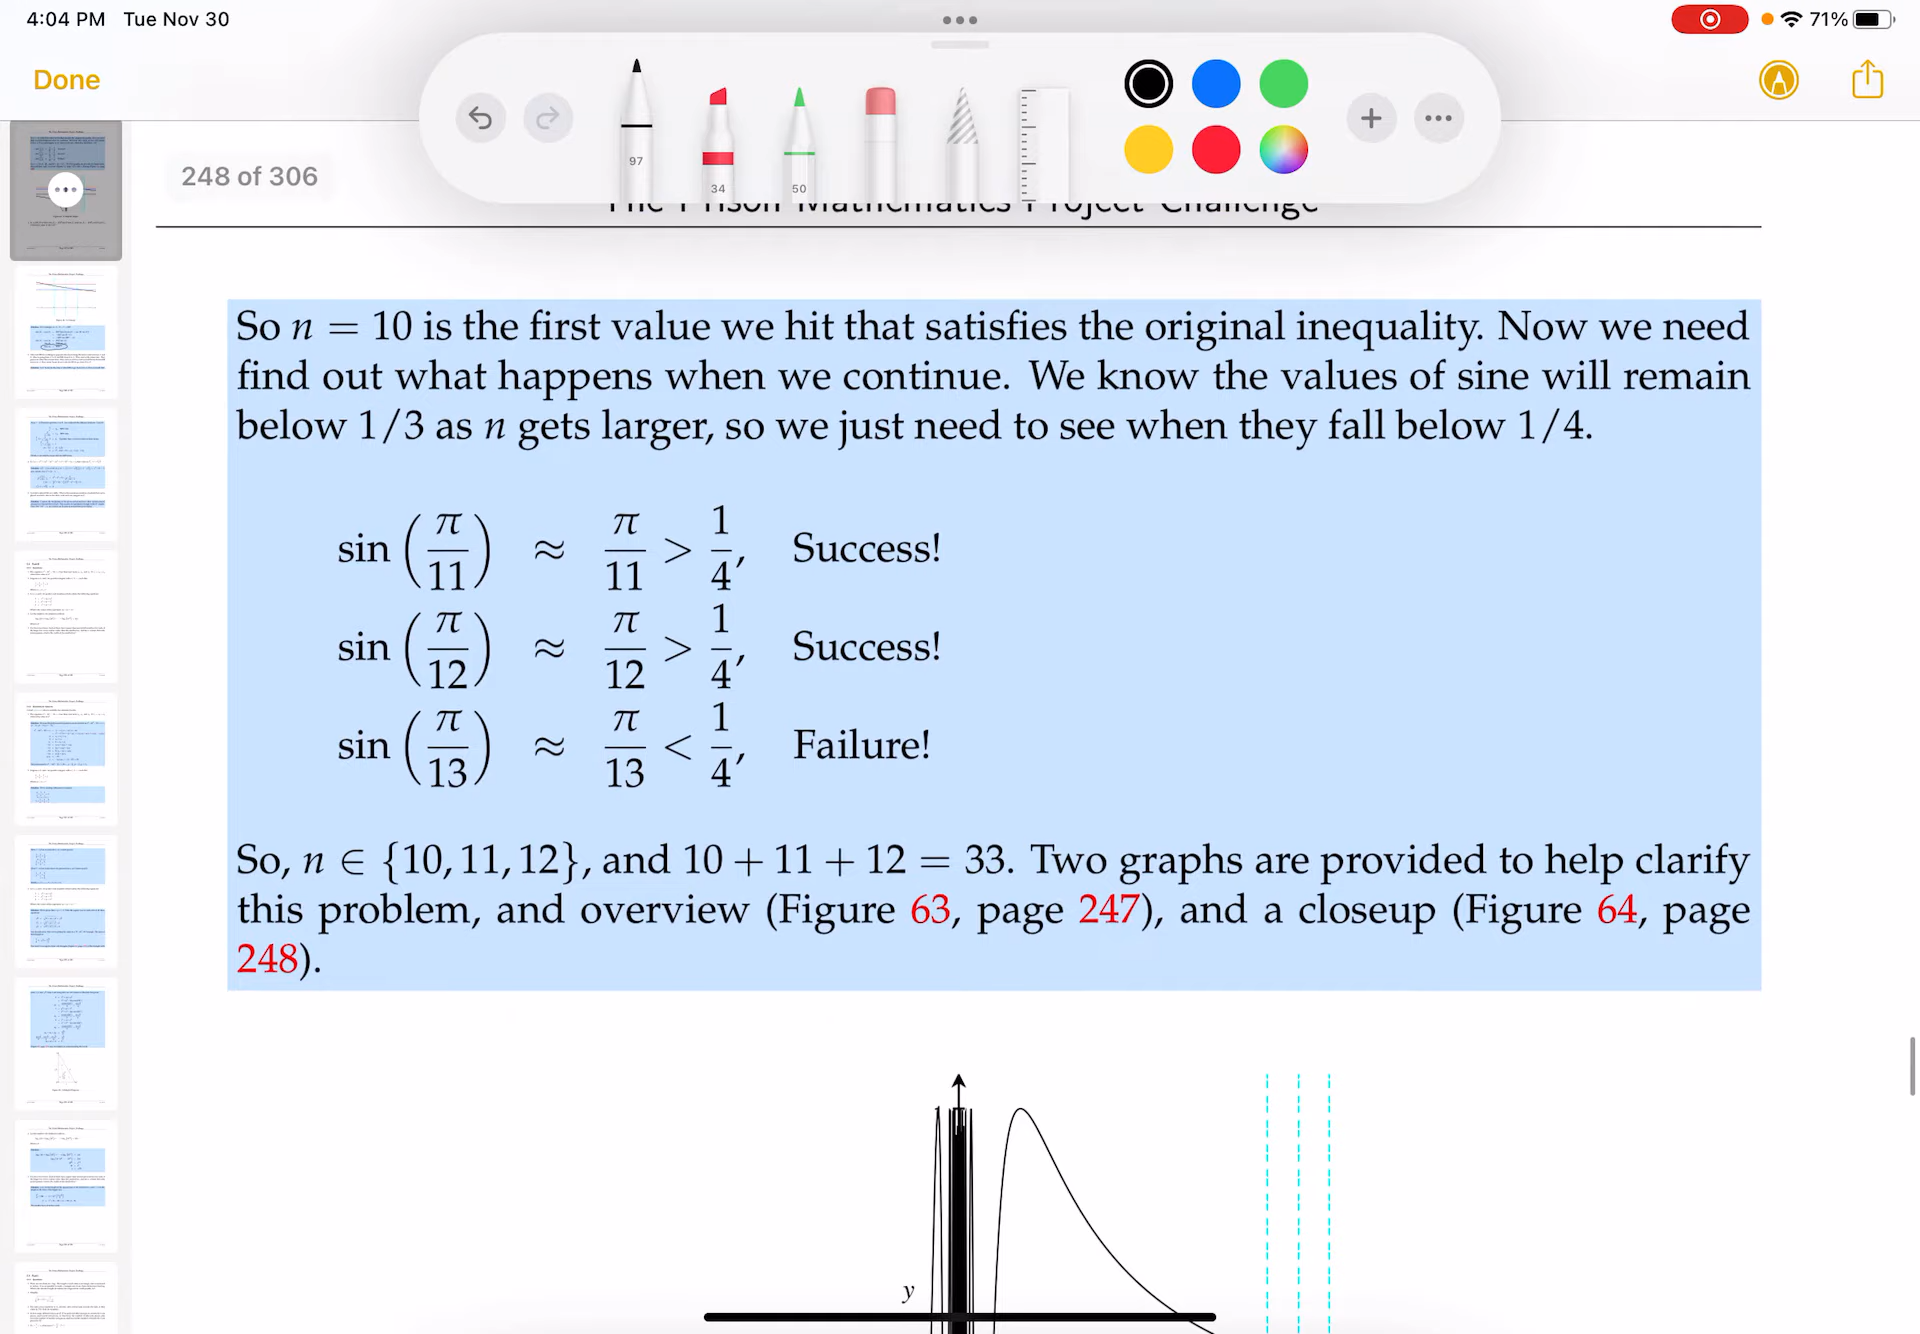 4:04 PM Tue Nov 30
71%
Done
97
34
50
248 of 306
The Prison Mathematics Project Challenge
So n = 10 is the first value we hit that satisfies the original inequality. Now we need
find out what happens when we continue. We know the values of sine will remain
below 1/3 as n gets larger, so we just need to see when they fall below 1/4.
sin (π/11) ≈ π/11 > 1/4, Success!
sin (π/12) ≈ π/12 > 1/4, Success!
sin (π/13) ≈ π/13 < 1/4, Failure!
So, n ∈ {10, 11, 12}, and 10 + 11 + 12 = 33. Two graphs are provided to help clarify
this problem, and overview (Figure 63, page 247), and a closeup (Figure 64, page
248).
y